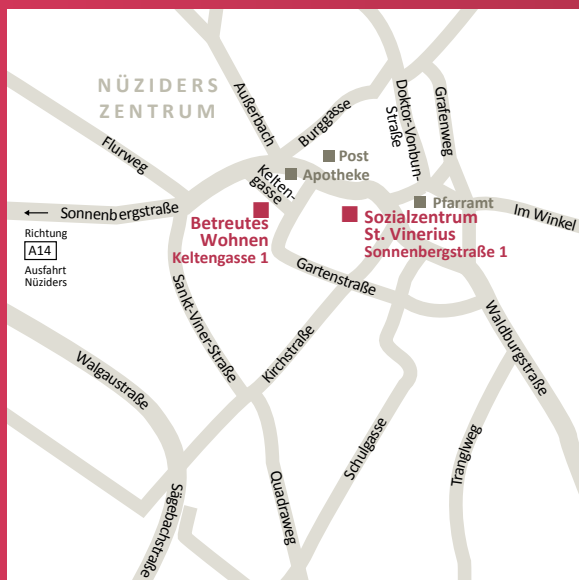 NÜZIDERS
ZENTRUM
Außerbach
Burggasse
Doktor-Vonbun-
Straße
Grafenweg
Flurweg
Post
Apotheke
Kelten-
gasse
Pfarramt
Im Winkel
← Sonnenbergstraße
Richtung
A14
Ausfahrt
Nüziders
Betreutes
Wohnen
Keltengasse 1
Sozialzentrum
St. Vinerius
Sonnenbergstraße 1
Gartenstraße
Sankt-Viner-Straße
Kirchstraße
Waldburgstraße
Walgaustraße
Schulgasse
Tranglweg
Quadraweg
Sägebachstraße